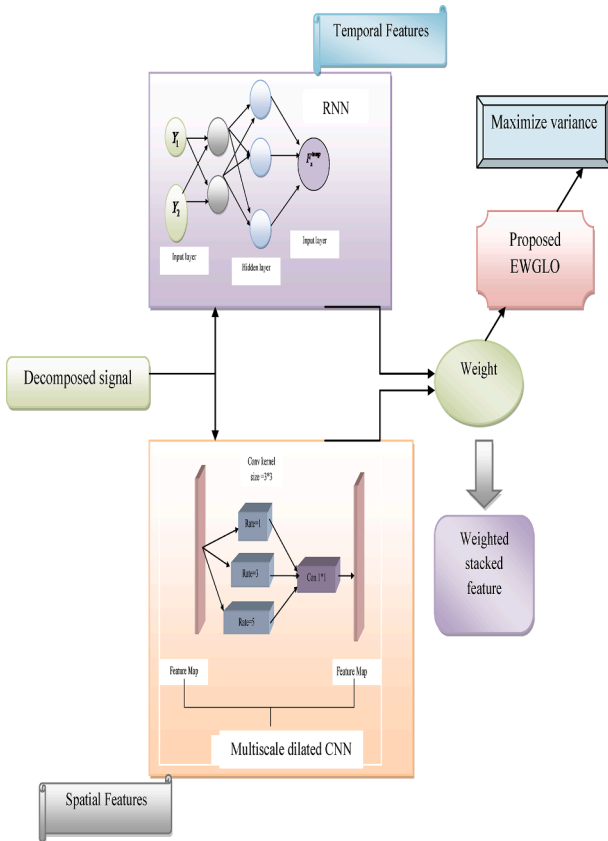 Temporal Features
RNN
Maximize variance
Y1
Y2
Input layer
Hidden layer
Input layer
Proposed
EWGLO
Decomposed signal
Weight
Conv kernel
size =3*3
Rate=1
Rate=3
Rate=5
Con 1*1
Weighted
stacked
feature
Feature Map
Feature Map
Multiscale dilated CNN
Spatial Features